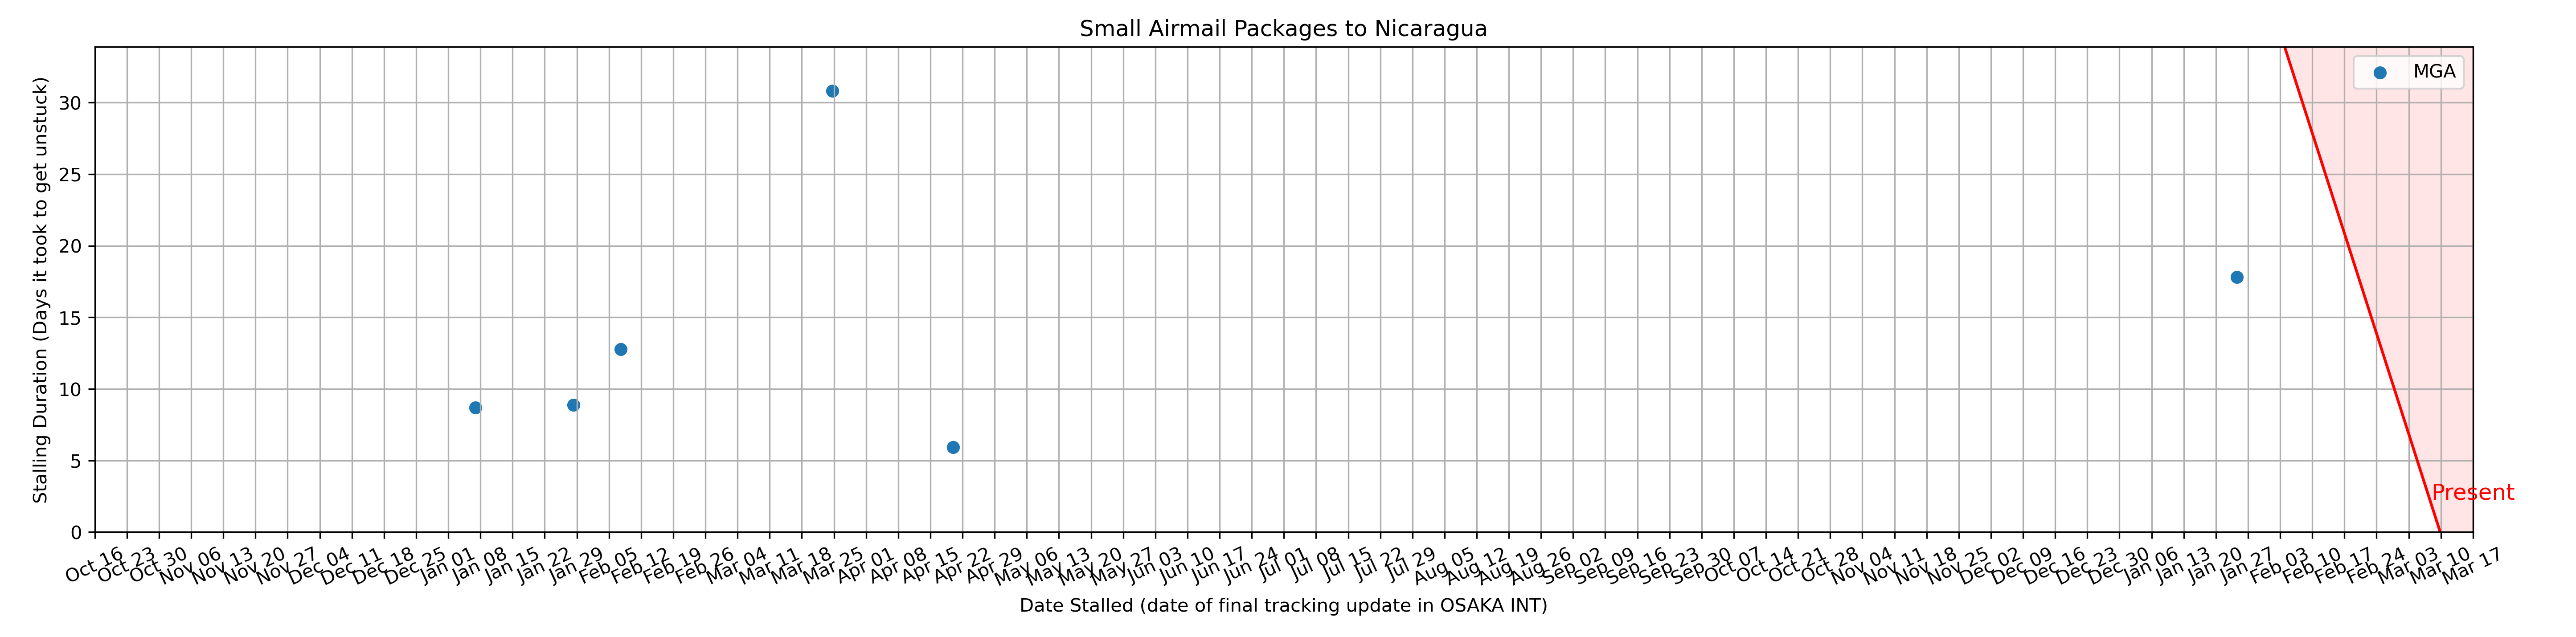 Small Airmail Packages to Nicaragua
MGA
Stalling Duration (Days it took to get unstuck)
30
25
20
15
10
5
0
Present
Oct 16 Oct 23 Oct 30 Nov 06 Nov 13 Nov 20 Nov 27 Dec 04 Dec 11 Dec 18 Dec 25 Jan 01 Jan 08 Jan 15 Jan 22 Jan 29 Feb 05 Feb 12 Feb 19 Feb 26 Mar 04 Mar 11 Mar 18 Mar 25 Apr 01 Apr 08 Apr 15 Apr 22 Apr 29 May 06 May 13 May 20 May 27 Jun 03 Jun 10 Jun 17 Jun 24 Jul 01 Jul 08 Jul 15 Jul 22 Jul 29 Aug 05 Aug 12 Aug 19 Aug 26 Sep 02 Sep 09 Sep 16 Sep 23 Sep 30 Oct 07 Oct 14 Oct 21 Oct 28 Nov 04 Nov 11 Nov 18 Nov 25 Dec 02 Dec 09 Dec 16 Dec 23 Dec 30 Jan 06 Jan 13 Jan 20 Jan 27 Feb 03 Feb 10 Feb 17 Feb 24 Mar 03 Mar 10 Mar 17
Date Stalled (date of final tracking update in OSAKA INT)